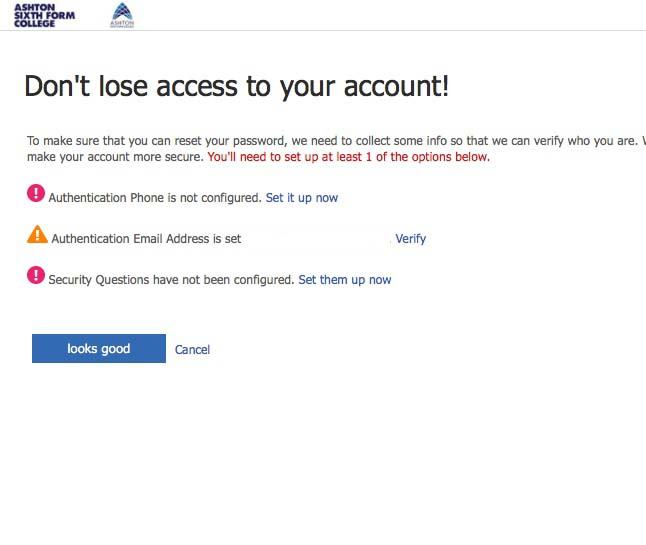 ASHTON
SIXTH FORM
COLLEGE
ASHTON
Don't lose access to your account!
To make sure that you can reset your password, we need to collect some info so that we can verify who you are.
make your account more secure. You'll need to set up at least 1 of the options below.
Authentication Phone is not configured. Set it up now
Authentication Email Address is set Verify
Security Questions have not been configured. Set them up now
looks good Cancel